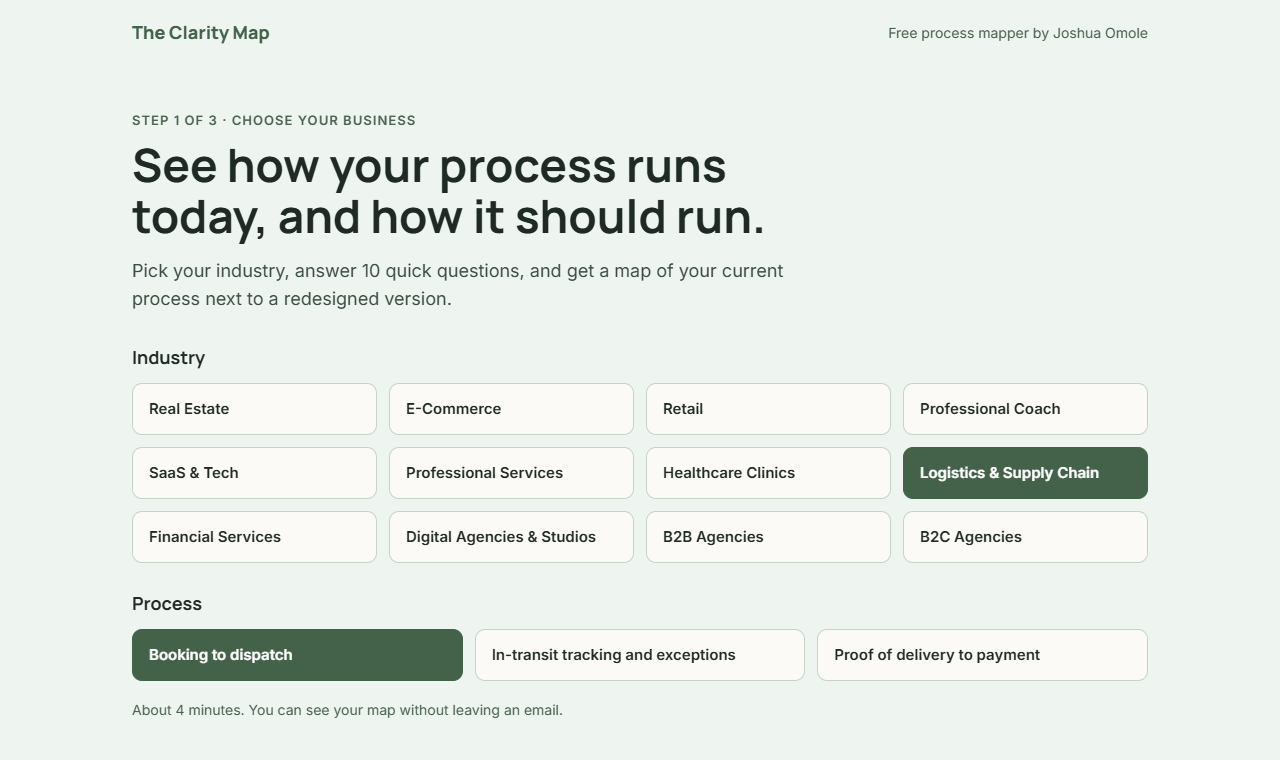 The Clarity Map
Free process mapper by Joshua Omole
STEP 1 OF 3 · CHOOSE YOUR BUSINESS
See how your process runs
today, and how it should run.
Pick your industry, answer 10 quick questions, and get a map of your current
process next to a redesigned version.
Industry
Real Estate
E-Commerce
Retail
Professional Coach
SaaS & Tech
Professional Services
Healthcare Clinics
Logistics & Supply Chain
Financial Services
Digital Agencies & Studios
B2B Agencies
B2C Agencies
Process
Booking to dispatch
In-transit tracking and exceptions
Proof of delivery to payment
About 4 minutes. You can see your map without leaving an email.